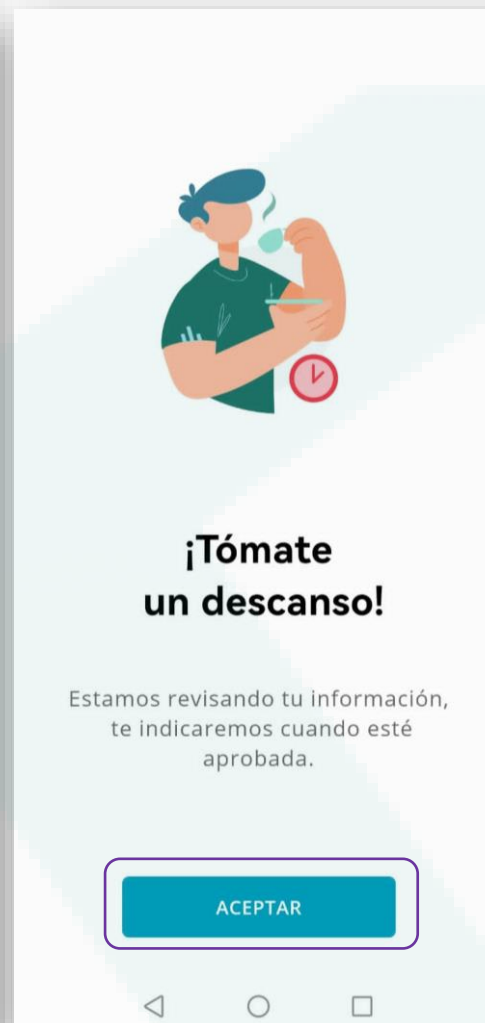 ¡Tómate
un descanso!
Estamos revisando tu información,
te indicaremos cuando esté
aprobada.
ACEPTAR